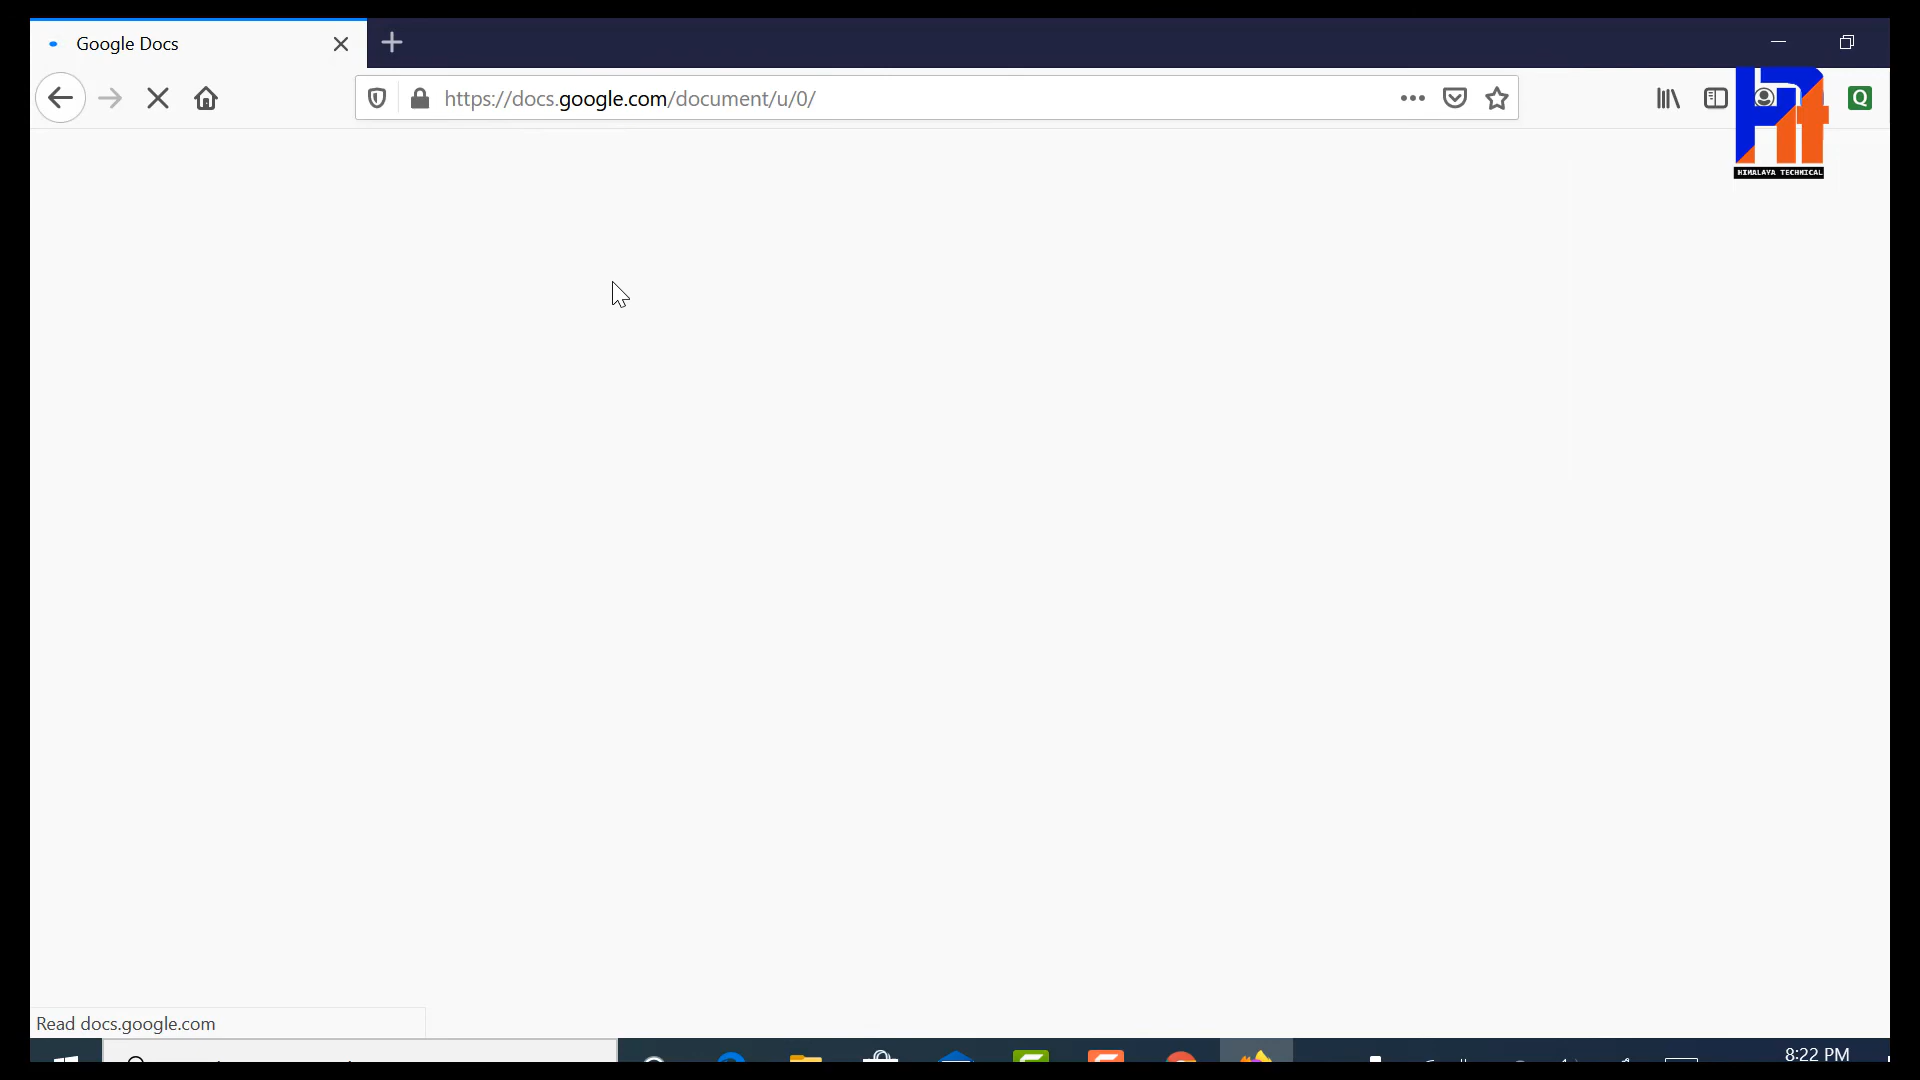 Google Docs
https://docs.google.com/document/u/0/
Q
HIMALAYA TECHNICAL
Read docs.google.com
8:22 PM